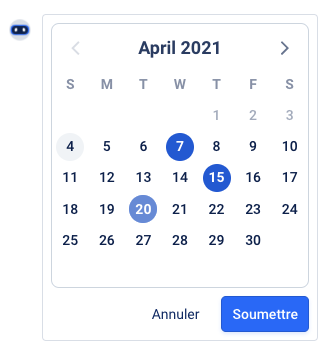 April 2021
S M T W T F S
1 2 3
4 5 6 7 8 9 10
11 12 13 14 15 16 17
18 19 20 21 22 23 24
25 26 27 28 29 30
Annuler Soumettre